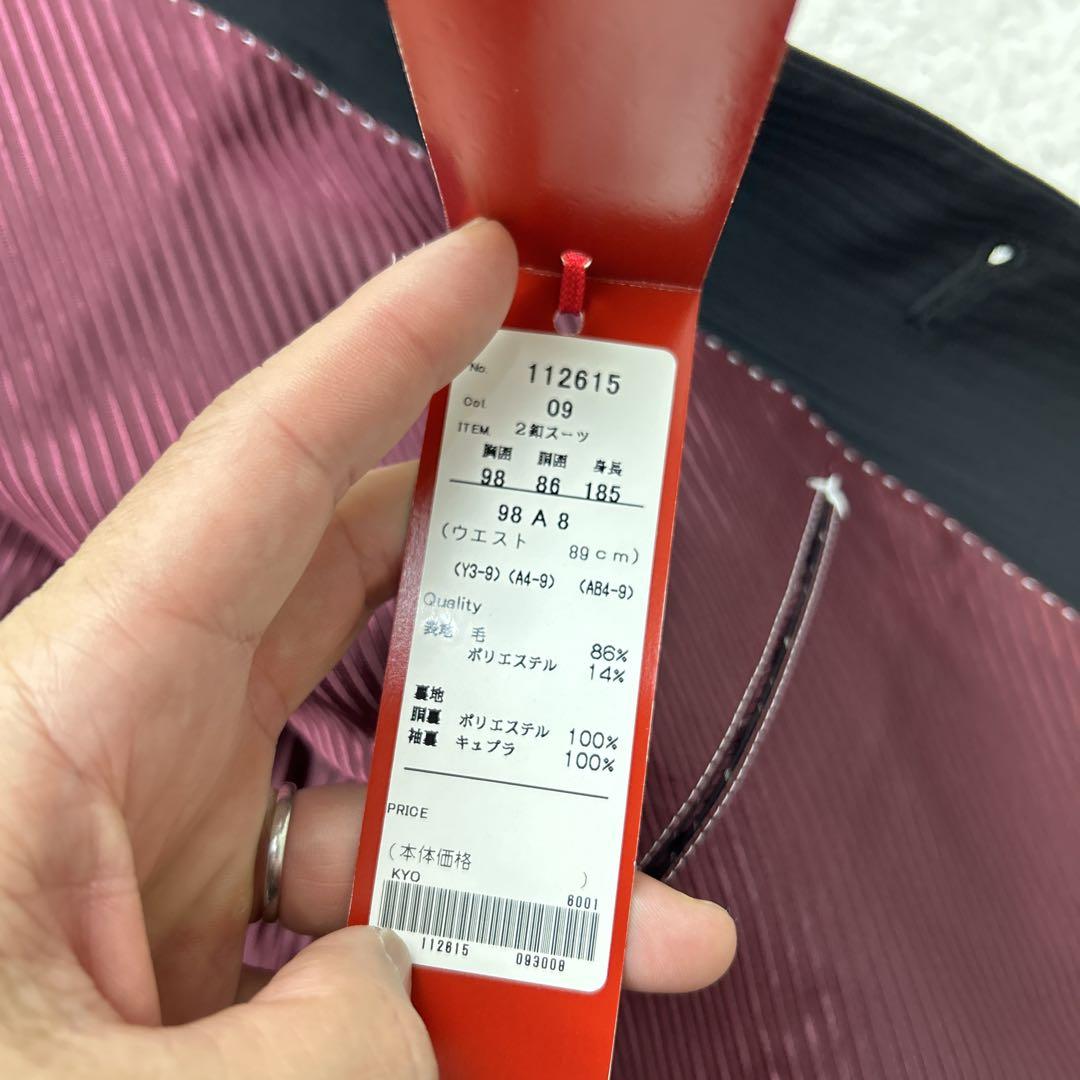 No. 112615
Col. 09
ITEM. 2釦スーツ
胸囲 胴囲 身長
98 86 185
98 A 8
(ウエスト 89cm)
(Y3-9) (A4-9) (AB4-9)
Quality
表地 毛 86%
ポリエステル 14%
裏地
胴裏 ポリエステル 100%
袖裏 キュプラ 100%
PRICE
(本体価格 )
KYO 6001
112615 093008